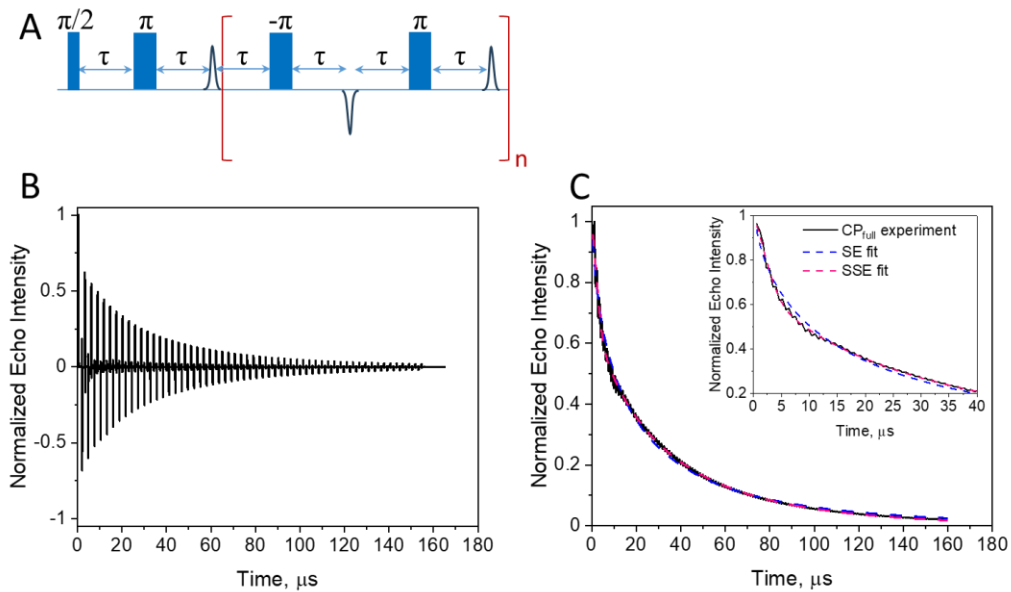 A
π/2 π -π π
τ τ τ τ τ τ
n
B
Normalized Echo Intensity
1
0.5
0
-0.5
-1
0 20 40 60 80 100 120 140 160 180
Time, μs
C
Normalized Echo Intensity
1
0.8
0.6
0.4
0.2
0
0 20 40 60 80 100 120 140 160 180
Time, μs
Normalized Echo Intensity
1
0.8
0.6
0.4
0.2
0 5 10 15 20 25 30 35 40
Time, μs
CPfull experiment
SE fit
SSE fit